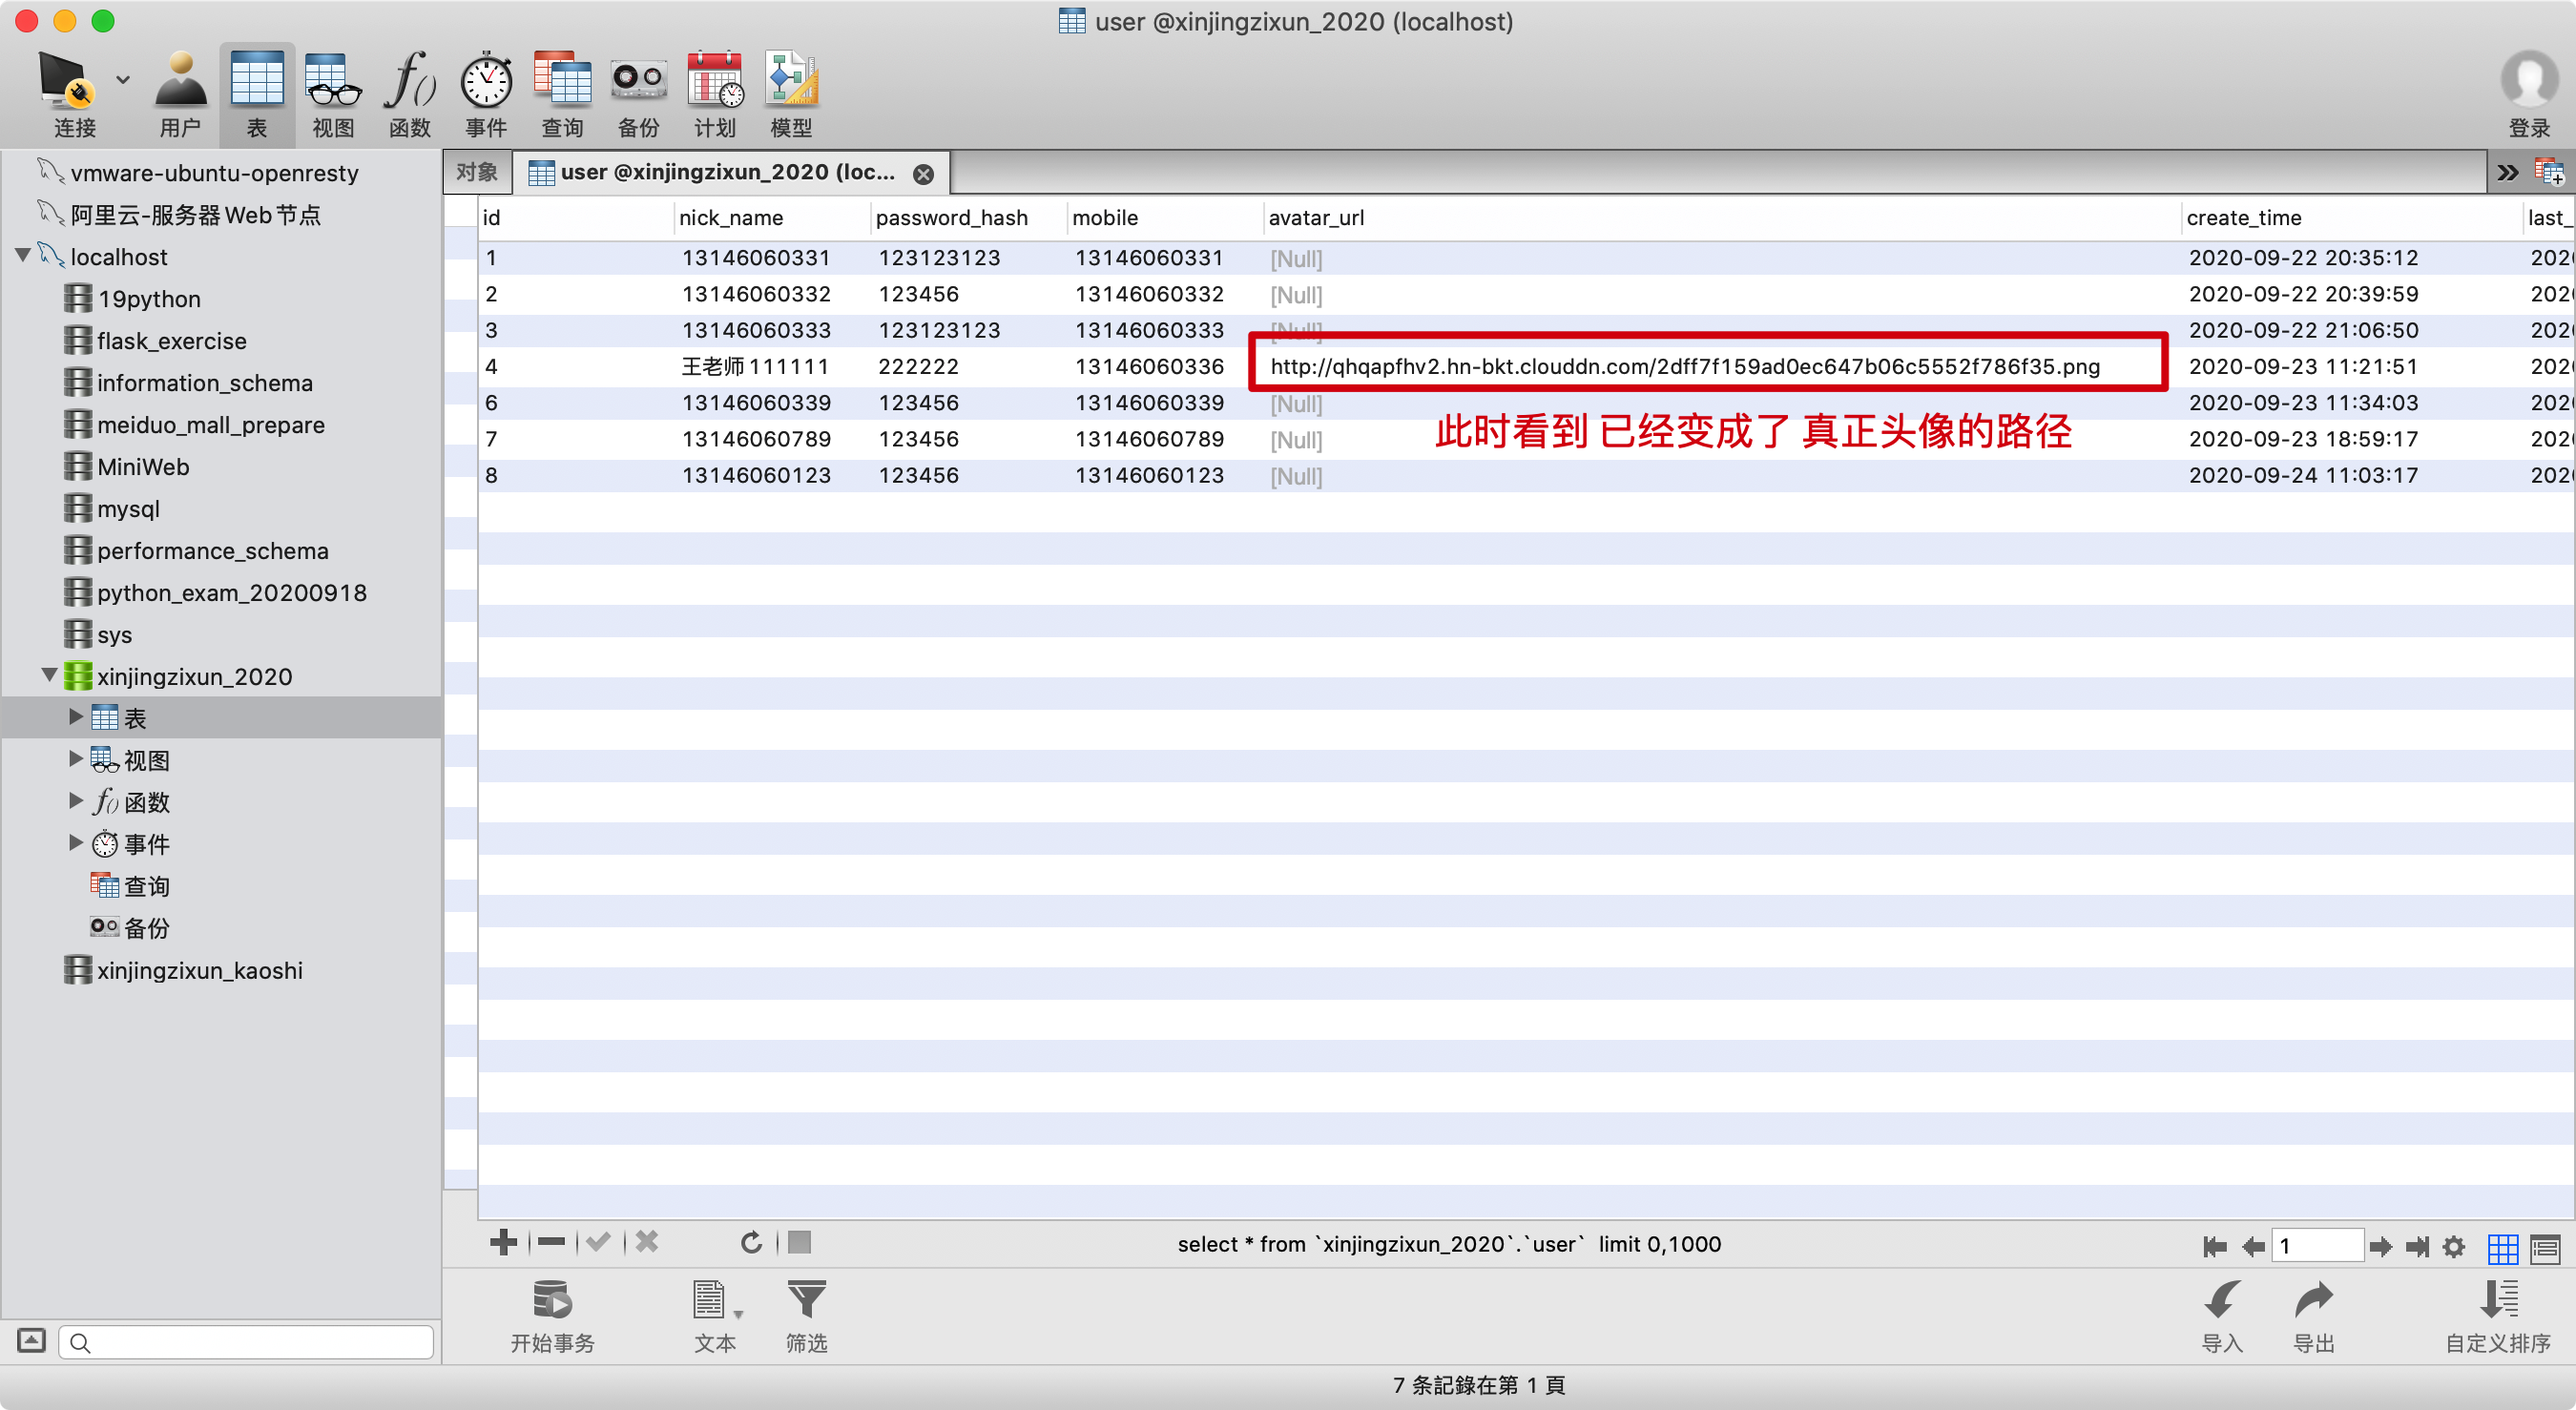 user @xinjingzixun_2020 (localhost)
连接 用户 表 视图 函数 事件 查询 备份 计划 模型 登录
vmware-ubuntu-openresty
阿里云-服务器Web节点
localhost
19python
flask_exercise
information_schema
meiduo_mall_prepare
MiniWeb
mysql
performance_schema
python_exam_20200918
sys
xinjingzixun_2020
表
视图
函数
事件
查询
备份
xinjingzixun_kaoshi
对象 user @xinjingzixun_2020 (loc...
id nick_name password_hash mobile avatar_url create_time last_
1 13146060331 123123123 13146060331 [Null] 2020-09-22 20:35:12 202
2 13146060332 123456 13146060332 [Null] 2020-09-22 20:39:59 202
3 13146060333 123123123 13146060333 [Null] 2020-09-22 21:06:50 202
4 王老师111111 222222 13146060336 http://qhqapfhv2.hn-bkt.clouddn.com/2dff7f159ad0ec647b06c5552f786f35.png 2020-09-23 11:21:51 202
6 13146060339 123456 13146060339 [Null] 2020-09-23 11:34:03 202
7 13146060789 123456 13146060789 [Null] 2020-09-23 18:59:17 202
8 13146060123 123456 13146060123 [Null] 2020-09-24 11:03:17 202
此时看到 已经变成了 真正头像的路径
select * from `xinjingzixun_2020`.`user` limit 0,1000
1
开始事务 文本 筛选 导入 导出 自定义排序
7 条記錄在第 1 頁